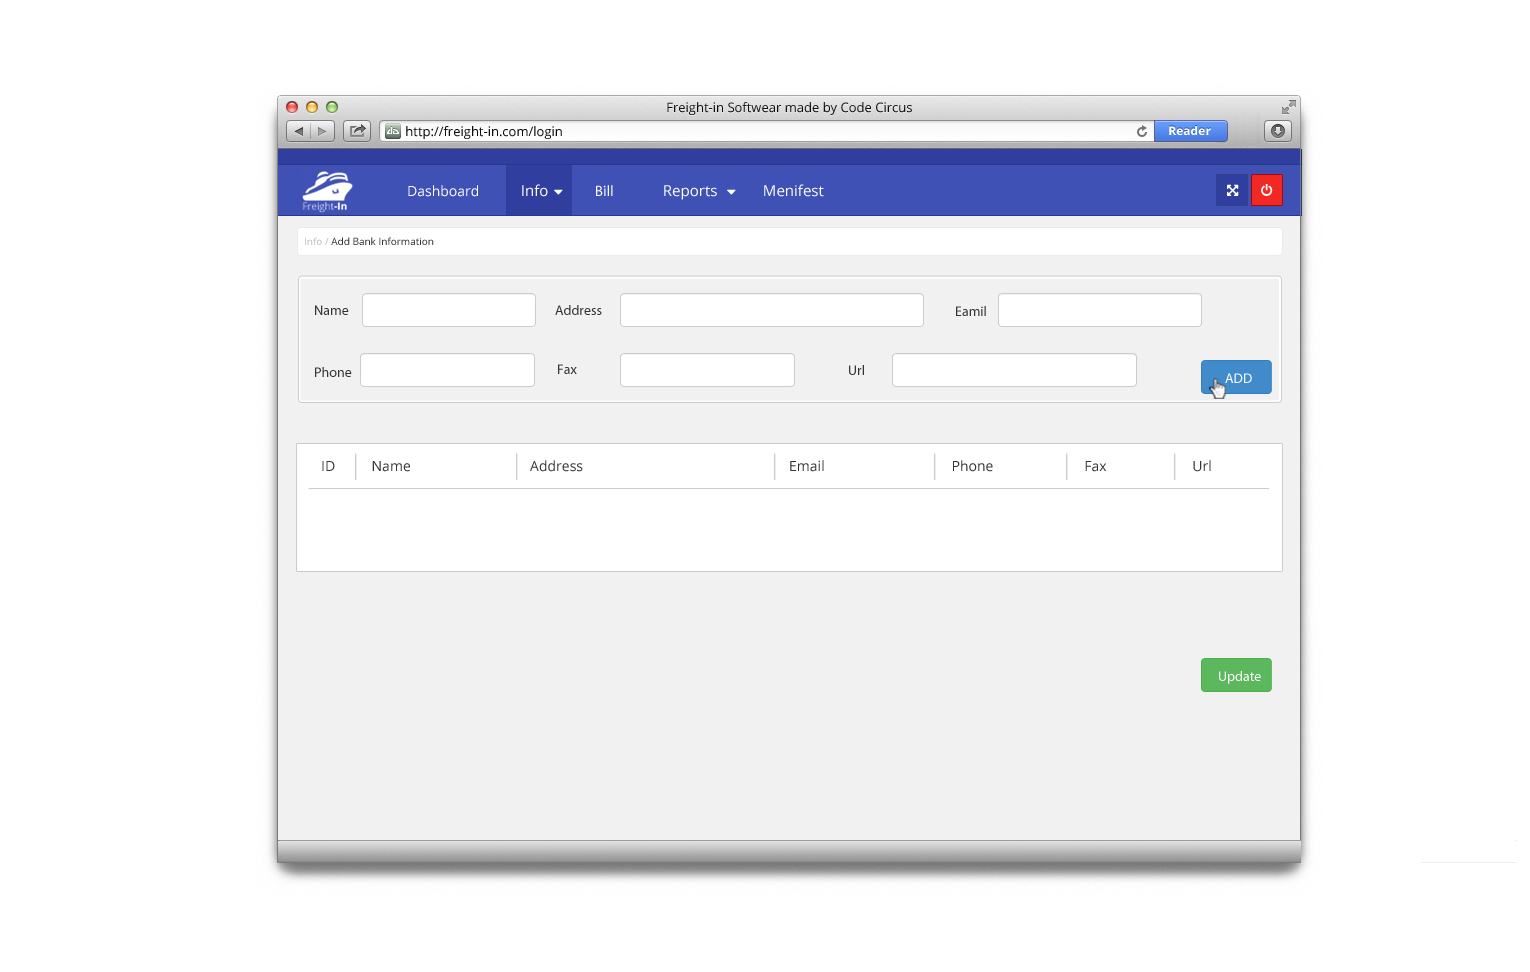 Freight-in Softwear made by Code Circus
http://freight-in.com/login
Reader
Freight-In
Dashboard Info Bill Reports Menifest
Info / Add Bank Information
Name Address Eamil
Phone Fax Url
ADD
ID Name Address Email Phone Fax Url
Update